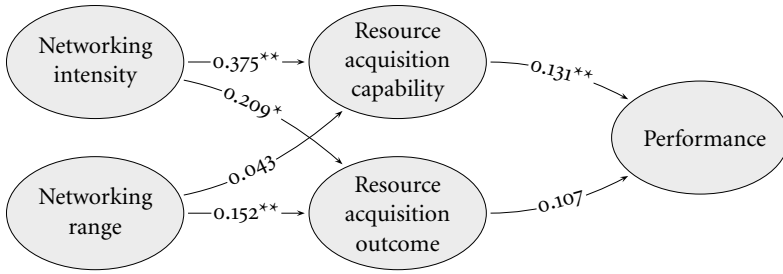 Networking
intensity
0.375**
Resource
acquisition
capability
0.131**
0.209*
Performance
0.043
Networking
range
0.152**
Resource
acquisition
outcome
0.107